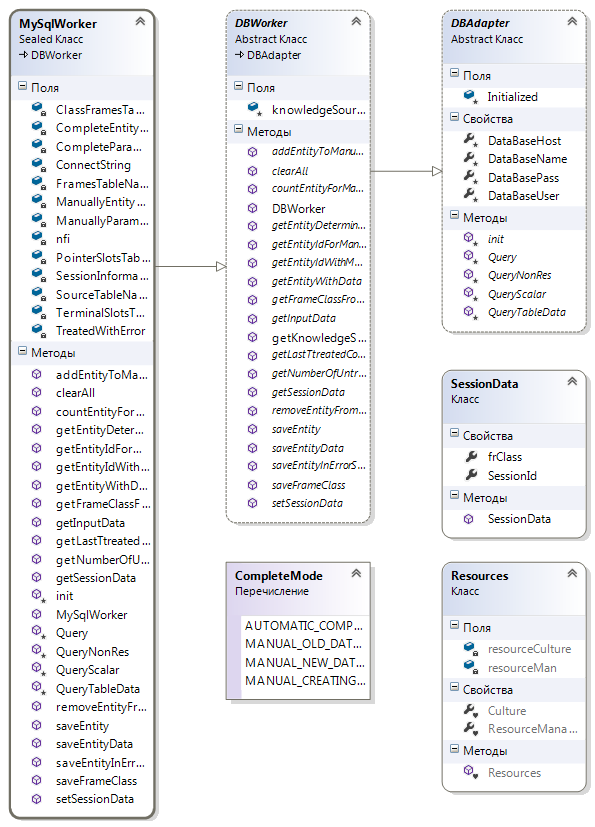 MySqlWorker
Sealed Класс
DBWorker
Поля
ClassFramesTa...
CompleteEntity...
CompletePara...
ConnectString
FramesTableNa...
ManuallyEntity...
ManuallyParam...
nfi
PointerSlotsTab...
SessionInforma...
SourceTableNa...
TerminalSlotsT...
TreatedWithError
Методы
addEntityToMa...
clearAll
countEntityFor...
getEntityDeter...
getEntityIdFor...
getEntityIdWith...
getEntityWithD...
getFrameClassF...
getInputData
getLastTtreated...
getNumberOfU...
getSessionData
init
MySqlWorker
Query
QueryNonRes
QueryScalar
QueryTableData
removeEntityFr...
saveEntity
saveEntityData
saveEntityInErr...
saveFrameClass
setSessionData
DBWorker
Abstract Класс
DBAdapter
Поля
knowledgeSour...
Методы
addEntityToManu...
clearAll
countEntityForMa...
DBWorker
getEntityDetermin...
getEntityIdForMan...
getEntityIdWithM...
getEntityWithData
getFrameClassFro...
getInputData
getKnowledgeS...
getLastTtreatedCo...
getNumberOfUntr...
getSessionData
removeEntityFrom...
saveEntity
saveEntityData
saveEntityInErrorS...
saveFrameClass
setSessionData
CompleteMode
Перечисление
AUTOMATIC_COMP...
MANUAL_OLD_DAT...
MANUAL_NEW_DAT...
MANUAL_CREATING...
DBAdapter
Abstract Класс
Поля
Initialized
Свойства
DataBaseHost
DataBaseName
DataBasePass
DataBaseUser
Методы
init
Query
QueryNonRes
QueryScalar
QueryTableData
SessionData
Класс
Свойства
frClass
SessionId
Методы
SessionData
Resources
Класс
Поля
resourceCulture
resourceMan
Свойства
Culture
ResourceMana...
Методы
Resources